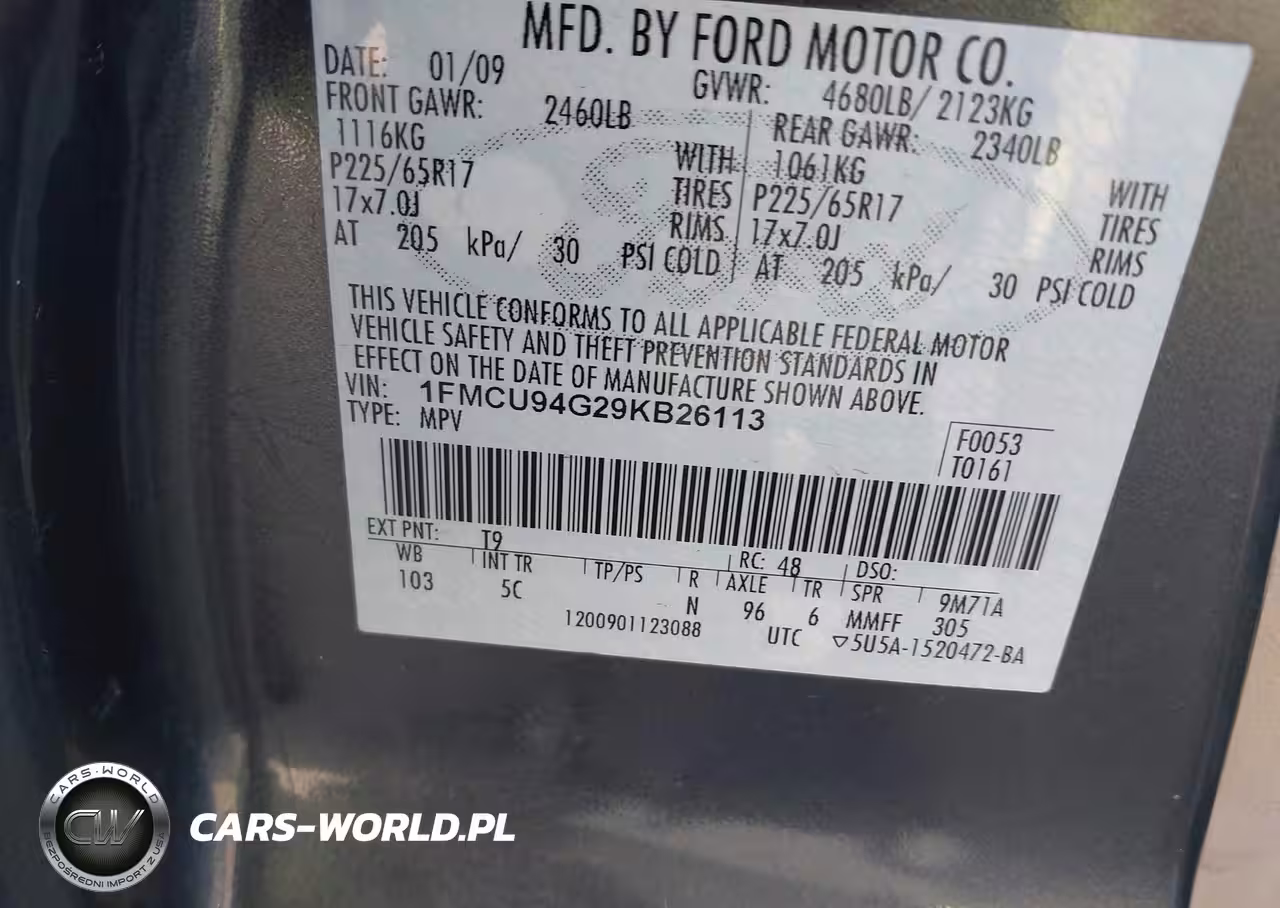 MFD. BY FORD MOTOR CO.
DATE: 01/09 GVWR: 4680LB/ 2123KG
FRONT GAWR: 2460LB REAR GAWR: 2340LB
1116KG WITH 1061KG WITH
P225/65R17 TIRES P225/65R17 TIRES
17x7.0J RIMS 17x7.0J RIMS
AT 205 kPa/ 30 PSI COLD AT 205 kPa/ 30 PSI COLD
THIS VEHICLE CONFORMS TO ALL APPLICABLE FEDERAL MOTOR
VEHICLE SAFETY AND THEFT PREVENTION STANDARDS IN
EFFECT ON THE DATE OF MANUFACTURE SHOWN ABOVE.
VIN: 1FMCU94G29KB26113
TYPE: MPV
F0053
T0161
EXT PNT: T9 RC: 48 DSO:
WB INT TR TP/PS R AXLE TR SPR 9M71A
103 5C N 96 6 MMFF 305
1200901123088 UTC ▽5U5A-1520472-BA
CARS-WORLD
CW
BEZPOŚREDNI IMPORT Z USA
CARS-WORLD.PL